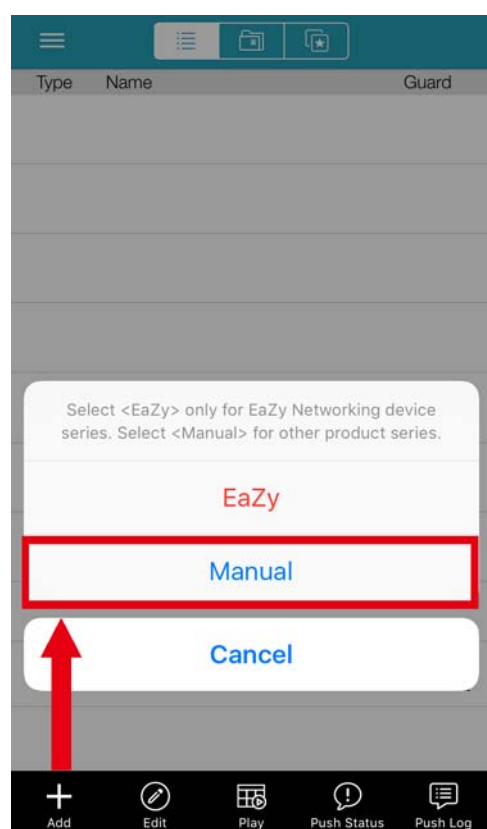 Type Name Guard
Select <EaZy> only for EaZy Networking device
series. Select <Manual> for other product series.
EaZy
Manual
Cancel
Add Edit Play Push Status Push Log